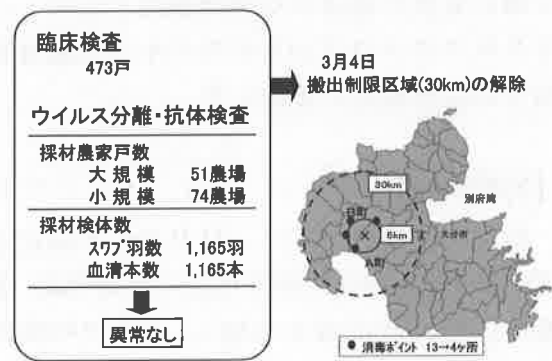 臨床検査
473戸
ウイルス分離・抗体検査
採材農家戸数
大規模 51農場
小規模 74農場
採材検体数
スワブ羽数 1,165羽
血清本数 1,165本
異常なし
3月4日
搬出制限区域(30km)の解除
30km
別府湾
6km
大分市
消毒ポイント 13→4ヶ所